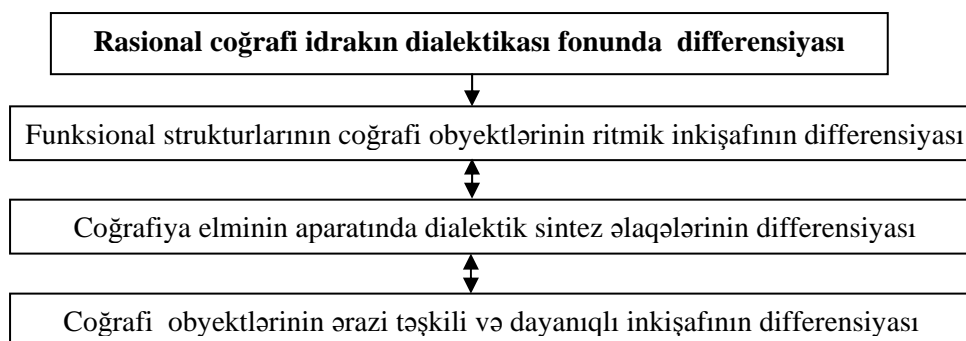 Rasional coğrafi idrakın dialektikası fonunda differensiyası
Funksional strukturlarının coğrafi obyektlərinin ritmik inkişafının differensiyası
Coğrafiya elminin aparatında dialektik sintez əlaqələrinin differensiyası
Coğrafi obyektlərinin ərazi təşkili və dayanıqlı inkişafının differensiyası